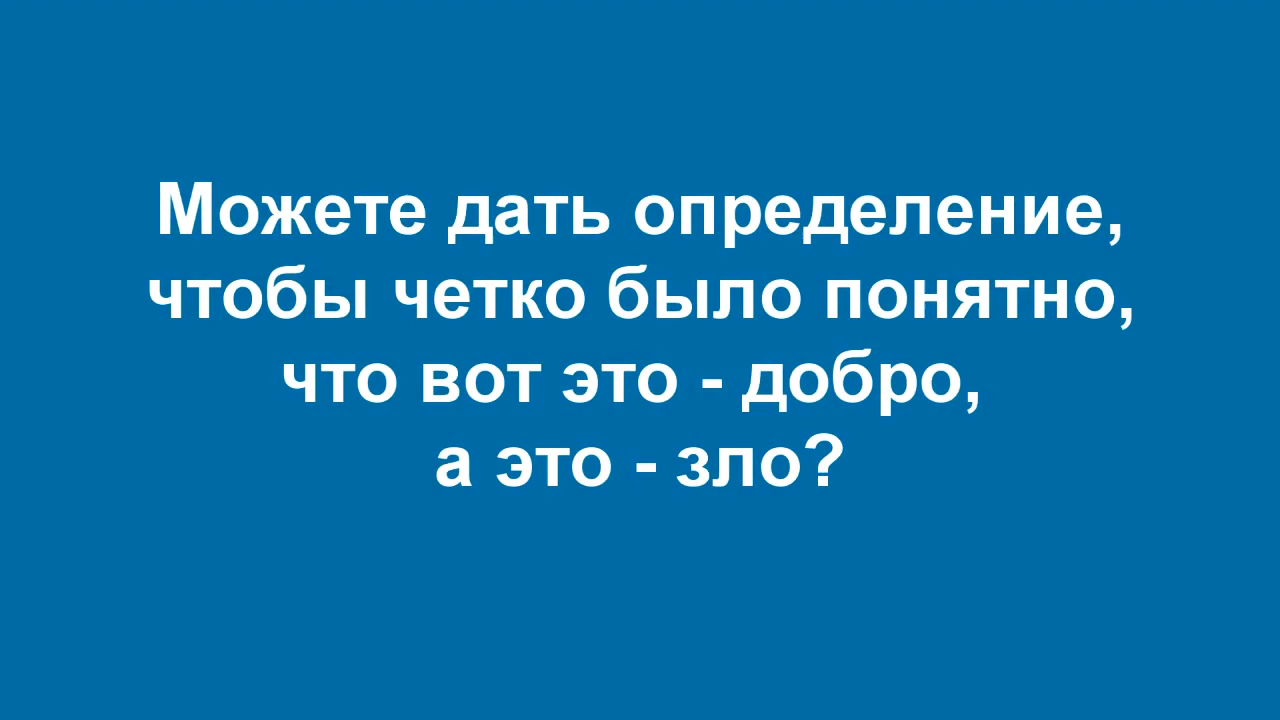 Можете дать определение,
чтобы четко было понятно,
что вот это - добро,
а это - зло?